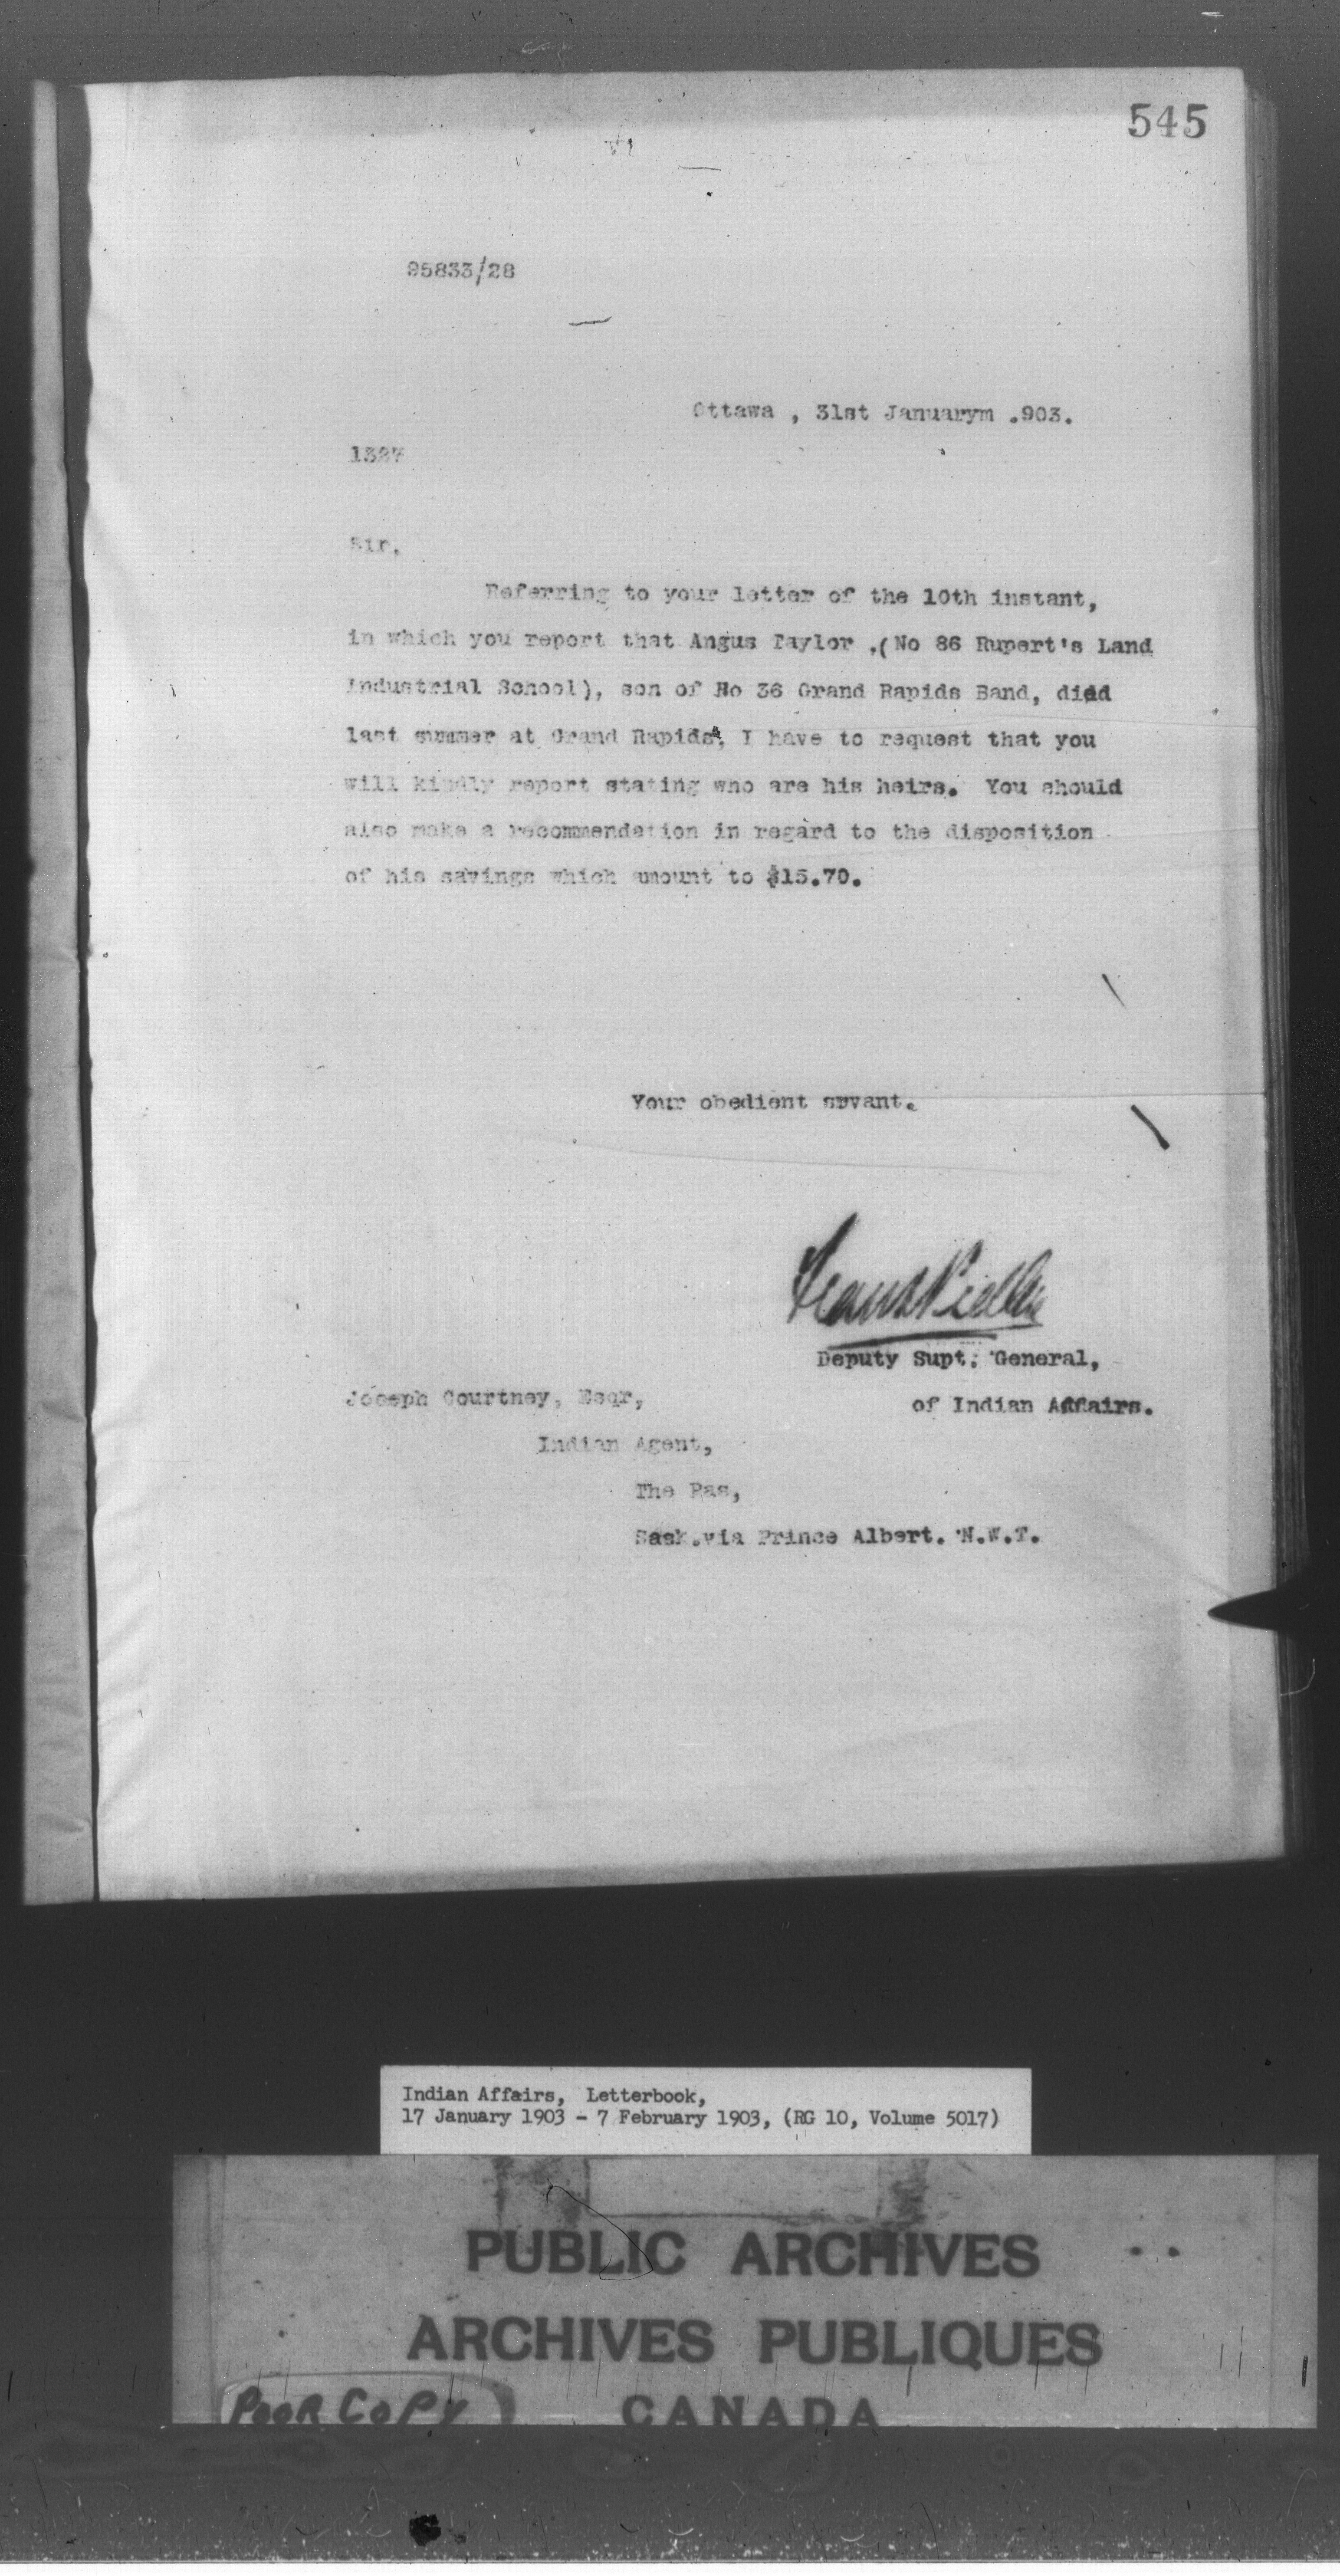 545
95833/28
Ottawa , 31st Januarym .903.
1327
Sir,
Referring to your letter of the 10th instant,
in which you report that Angus Taylor ,(No 86 Rupert's Land
Industrial School), son of No 36 Grand Rapids Band, died
last summer at Grand Rapids, I have to request that you
will kindly report stating who are his heirs. You should
also make a recommendation in regard to the disposition
of his savings which amount to $15.70.
Your obedient srvant.
Deputy Supt. General,
of Indian Affairs.
Joseph Courtney, Esqr,
Indian Agent,
The Pas,
Sask.via Prince Albert. N.W.T.
Indian Affairs, Letterbook,
17 January 1903 - 7 February 1903, (RG 10, Volume 5017)
PUBLIC ARCHIVES
ARCHIVES PUBLIQUES
CANADA
POOR COPY